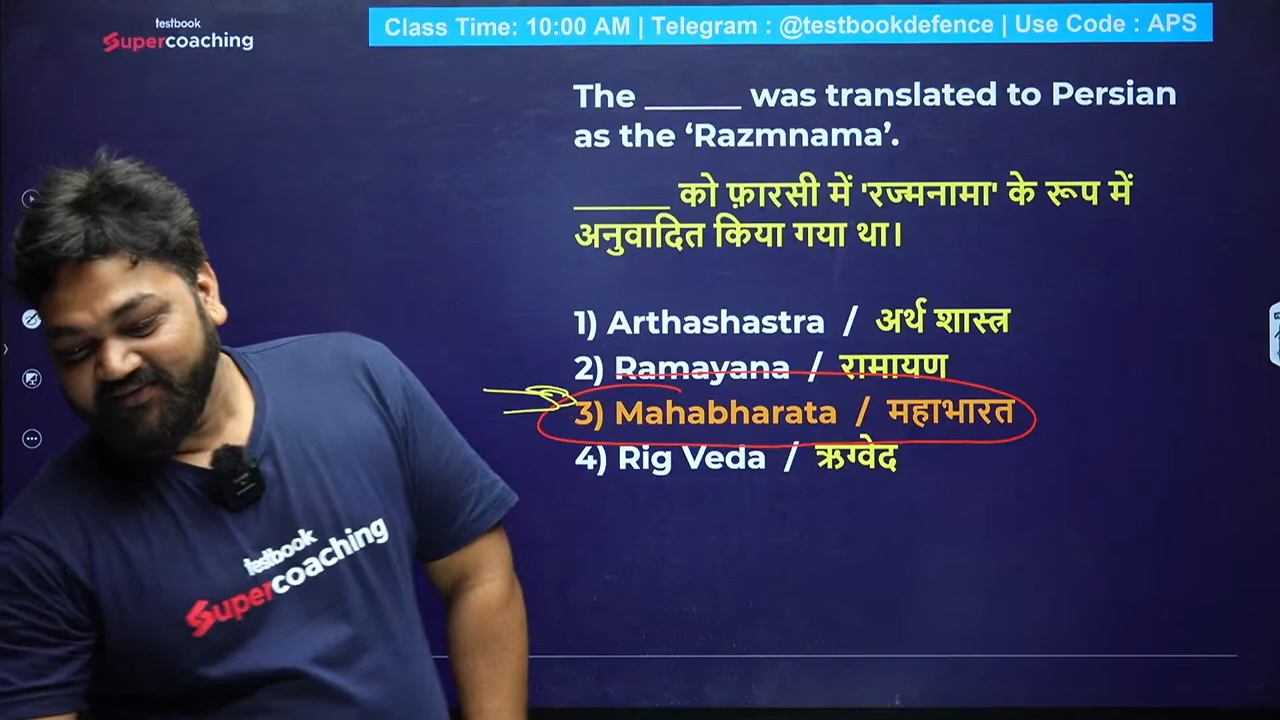 testbook
Supercoaching
Class Time: 10:00 AM | Telegram : @testbookdefence | Use Code : APS
The ______ was translated to Persian
as the ‘Razmnama’.
______ को फ़ारसी में 'रज्मनामा' के रूप में
अनुवादित किया गया था।
1) Arthashastra / अर्थ शास्त्र
2) Ramayana / रामायण
3) Mahabharata / महाभारत
4) Rig Veda / ऋग्वेद
testbook
Supercoaching